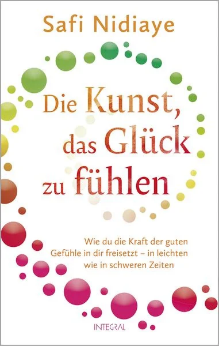 Safi Nidiaye
Die Kunst,
das Glück
zu fühlen
Wie du die Kraft der guten
Gefühle in dir freisetzt – in leichten
wie in schweren Zeiten
INTEGRAL